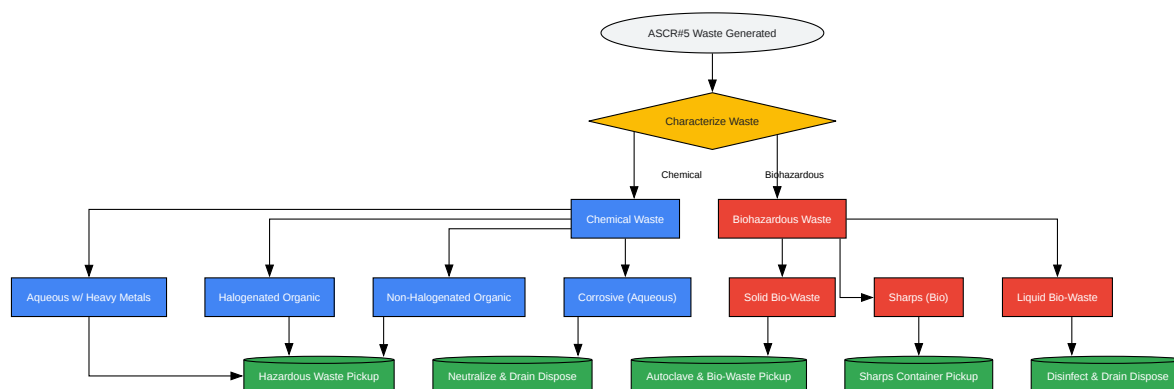 ASCR#5 Waste Generated
Characterize Waste
Chemical
Biohazardous
Chemical Waste
Biohazardous Waste
Aqueous w/ Heavy Metals
Halogenated Organic
Non-Halogenated Organic
Corrosive (Aqueous)
Solid Bio-Waste
Sharps (Bio)
Liquid Bio-Waste
Hazardous Waste Pickup
Neutralize & Drain Dispose
Autoclave & Bio-Waste Pickup
Sharps Container Pickup
Disinfect & Drain Dispose